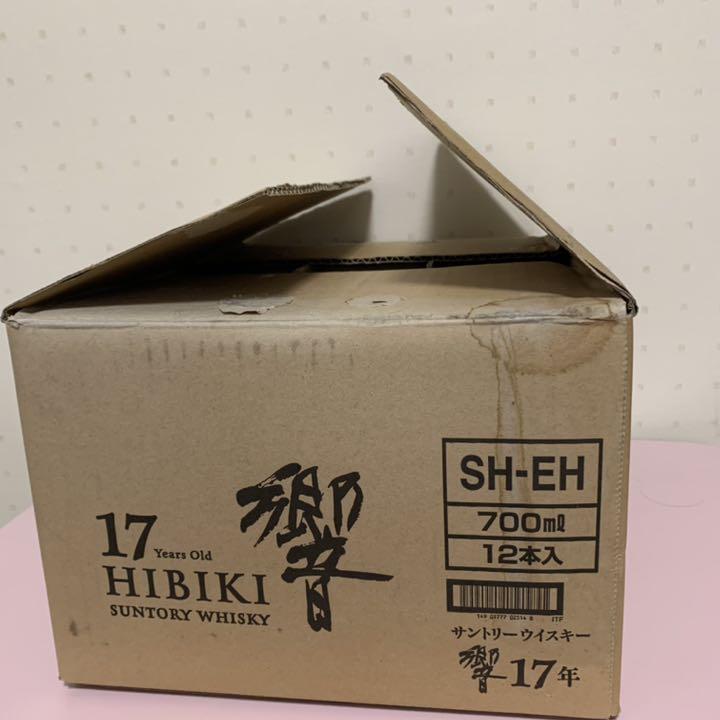 17 Years Old
HIBIKI
SUNTORY WHISKY
響
SH-EH
700mℓ
12本入
ITF
サントリーウイスキー
響17年